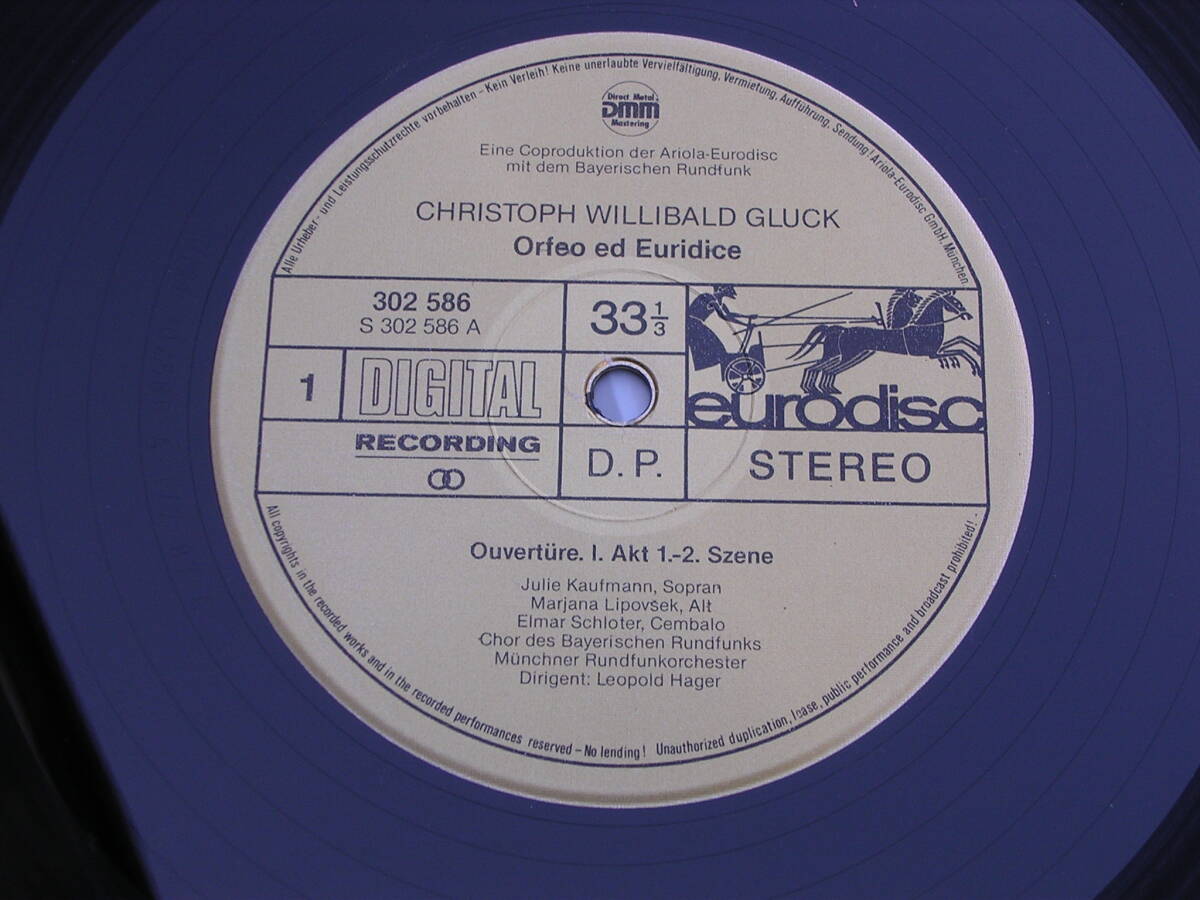 Alle Urheber- und Leistungsschutzrechte vorbehalten – Kein Verleih! Keine unerlaubte Vervielfältigung, Vermietung, Aufführung, Sendung! Ariola-Eurodisc GmbH, München
Direct Metal
DMM
Mastering
Eine Coproduktion der Ariola-Eurodisc
mit dem Bayerischen Rundfunk
CHRISTOPH WILLIBALD GLUCK
Orfeo ed Euridice
302 586
S 302 586 A
33 1/3
1
DIGITAL
RECORDING
D. P.
eurodisc
STEREO
Ouvertüre. I. Akt 1.-2. Szene
Julie Kaufmann, Sopran
Marjana Lipovšek, Alt
Elmar Schloter, Cembalo
Chor des Bayerischen Rundfunks
Münchner Rundfunkorchester
Dirigent: Leopold Hager
All copyrights in the recorded works and in the recorded performances reserved – No lending! Unauthorized duplication, lease, public performance and broadcast prohibited! -